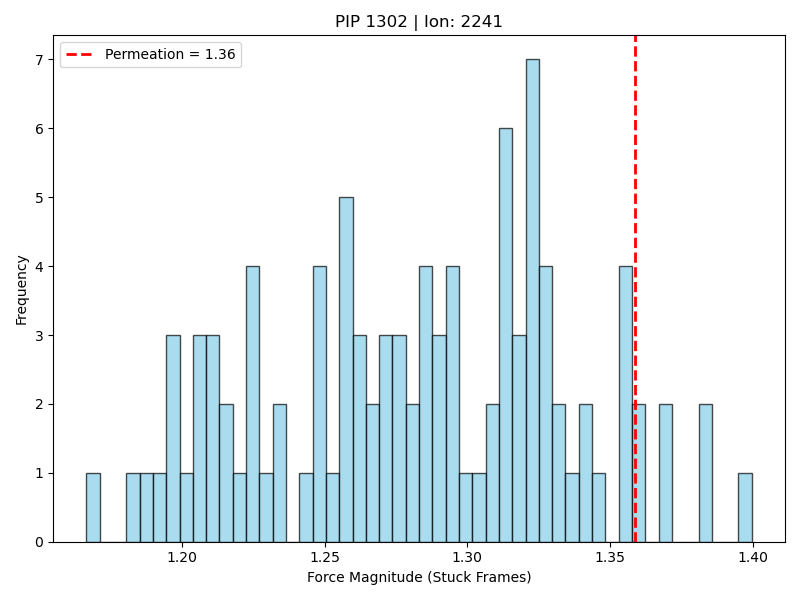 PIP 1302 | Ion: 2241
Permeation = 1.36
Frequency
7
6
5
4
3
2
1
0
1.20 1.25 1.30 1.35 1.40
Force Magnitude (Stuck Frames)